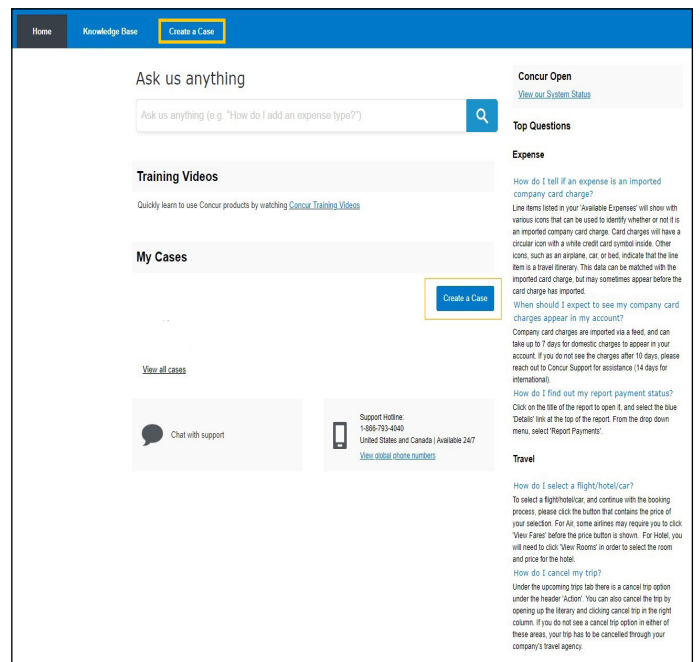 Home Knowledge Base Create a Case
Ask us anything
Ask us anything (e.g. "How do I add an expense type?")
Training Videos
Quickly learn to use Concur products by watching Concur Training Videos
My Cases
Create a Case
View all cases
Chat with support
Support Hotline:
1-866-793-4040
United States and Canada | Available 24/7
View global phone numbers
Concur Open
View our System Status
Top Questions
Expense
How do I tell if an expense is an imported
company card charge?
Line items listed in your 'Available Expenses' will show with
various icons that can be used to identify whether or not it is
an imported company card charge. Card charges will have a
circular icon with a white credit card symbol inside. Other
icons, such as an airplane, car, or bed, indicate that the line
item is a travel itinerary. This data can be matched with the
imported card charge, but may sometimes appear before the
card charge has imported.
When should I expect to see my company card
charges appear in my account?
Company card charges are imported via a feed, and can
take up to 7 days for domestic charges to appear in your
account. If you do not see the charges after 10 days, please
reach out to Concur Support for assistance (14 days for
international).
How do I find out my report payment status?
Click on the title of the report to open it, and select the blue
'Details' link at the top of the report. From the drop down
menu, select 'Report Payments'.
Travel
How do I select a flight/hotel/car?
To select a flight/hotel/car, and continue with the booking
process, please click the button that contains the price of
your selection. For Air, some airlines may require you to click
'View Fares' before the price button is shown. For Hotel, you
will need to click 'View Rooms' in order to select the room
and price for the hotel.
How do I cancel my trip?
Under the upcoming trips tab there is a cancel trip option
under the header 'Action'. You can also cancel the trip by
opening up the literary and clicking cancel trip in the right
column. If you do not see a cancel trip option in either of
these areas, your trip has to be cancelled through your
company's travel agency.